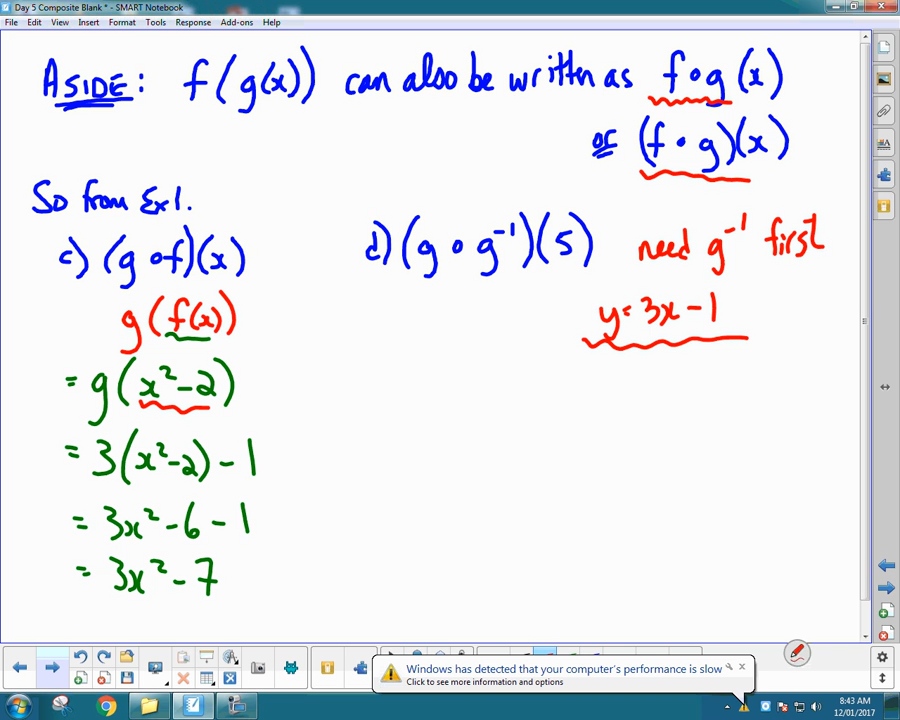 Day 5 Composite Blank * - SMART Notebook
File Edit View Insert Format Tools Response Add-ons Help
ASIDE: f(g(x)) can also be written as f∘g(x)
or (f∘g)(x)
So from Ex1.
c) (g∘f)(x)
g(f(x))
= g(x²-2)
= 3(x²-2)-1
= 3x²-6-1
= 3x²-7
d) (g∘g⁻¹)(5) need g⁻¹ first
y=3x-1
Windows has detected that your computer's performance is slow
Click to see more information and options
8:43 AM
12/01/2017